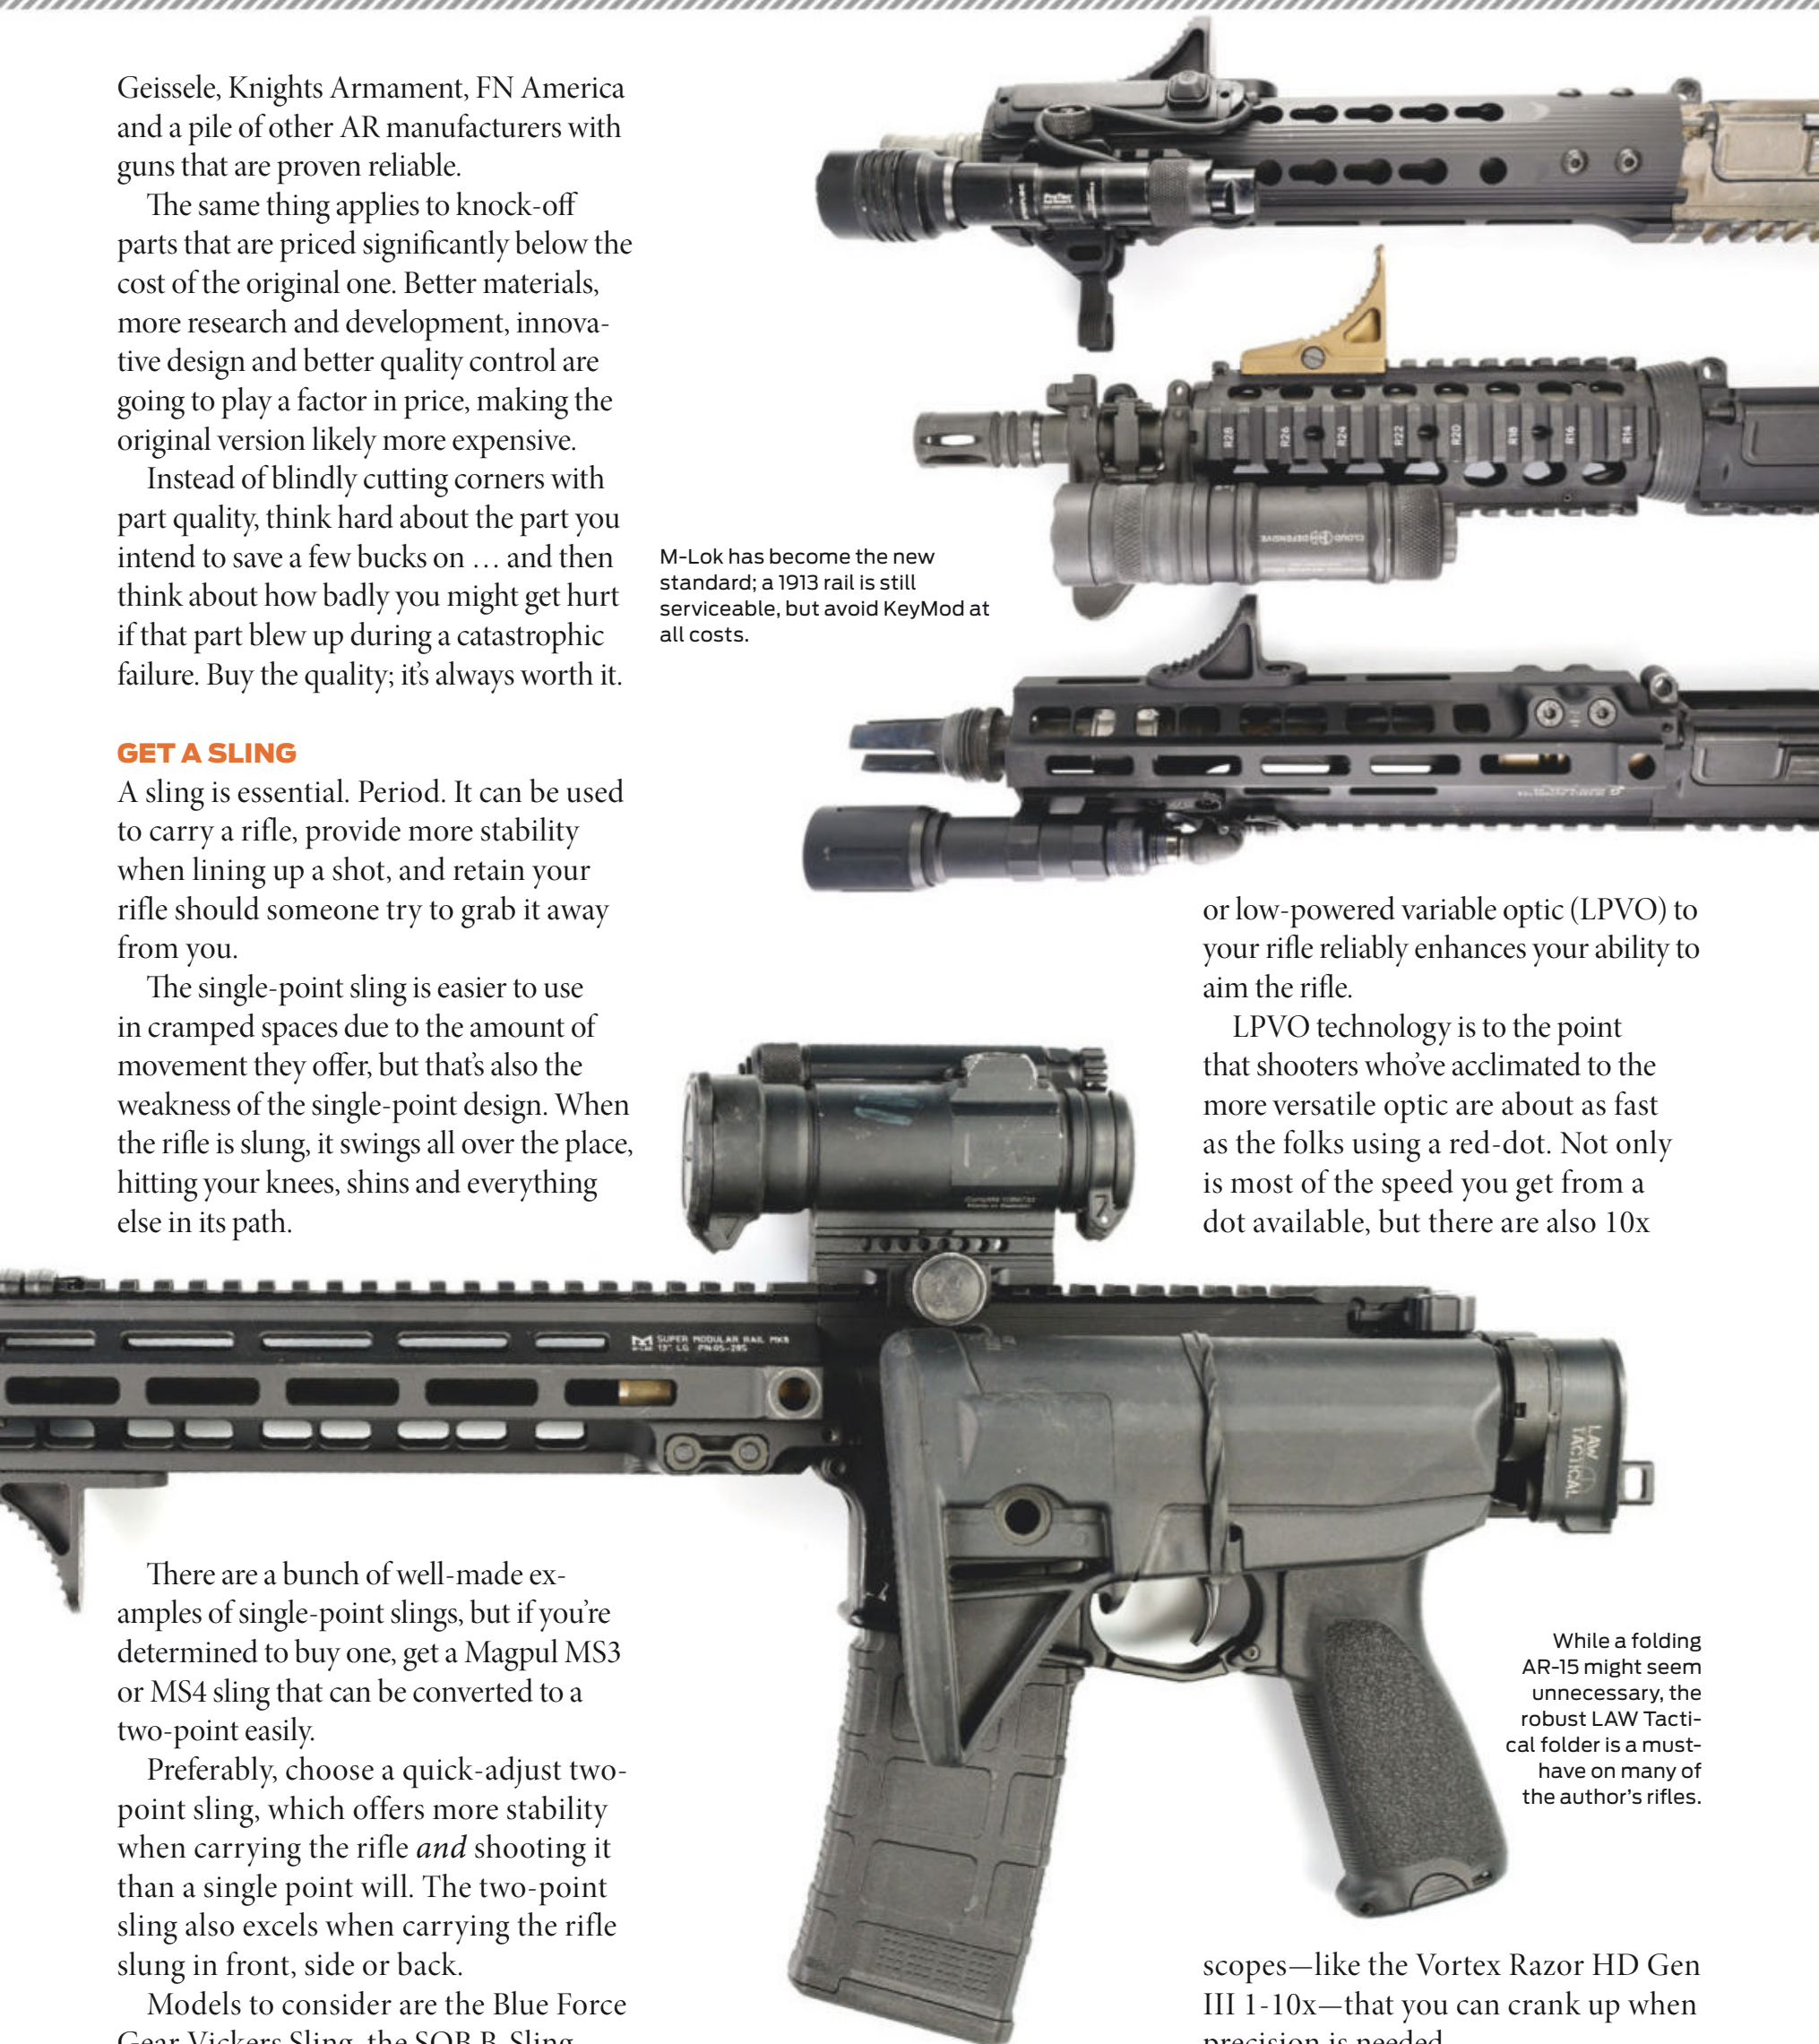 Geissele, Knights Armament, FN America
and a pile of other AR manufacturers with
guns that are proven reliable.
The same thing applies to knock-off
parts that are priced significantly below the
cost of the original one. Better materials,
more research and development, innova-
tive design and better quality control are
going to play a factor in price, making the
original version likely more expensive.
Instead of blindly cutting corners with
part quality, think hard about the part you
intend to save a few bucks on … and then
think about how badly you might get hurt
if that part blew up during a catastrophic
failure. Buy the quality; it's always worth it.
GET A SLING
A sling is essential. Period. It can be used
to carry a rifle, provide more stability
when lining up a shot, and retain your
rifle should someone try to grab it away
from you.
The single-point sling is easier to use
in cramped spaces due to the amount of
movement they offer, but that's also the
weakness of the single-point design. When
the rifle is slung, it swings all over the place,
hitting your knees, shins and everything
else in its path.
There are a bunch of well-made ex-
amples of single-point slings, but if you're
determined to buy one, get a Magpul MS3
or MS4 sling that can be converted to a
two-point easily.
Preferably, choose a quick-adjust two-
point sling, which offers more stability
when carrying the rifle and shooting it
than a single point will. The two-point
sling also excels when carrying the rifle
slung in front, side or back.
Models to consider are the Blue Force
Gear Vickers Sling, the SOB B-Sling
M-Lok has become the new
standard; a 1913 rail is still
serviceable, but avoid KeyMod at
all costs.
ProTac
R28 R26 R24 R22 R20 R18 R16 R14
CLOUD DEFENSIVE
or low-powered variable optic (LPVO) to
your rifle reliably enhances your ability to
aim the rifle.
LPVO technology is to the point
that shooters who've acclimated to the
more versatile optic are about as fast
as the folks using a red-dot. Not only
is most of the speed you get from a
dot available, but there are also 10x
SUPER MODULAR RAIL MK8
13" LG PN:05-285
LAW
TACTICAL
While a folding
AR-15 might seem
unnecessary, the
robust LAW Tacti-
cal folder is a must-
have on many of
the author's rifles.
scopes—like the Vortex Razor HD Gen
III 1-10x—that you can crank up when
precision is needed